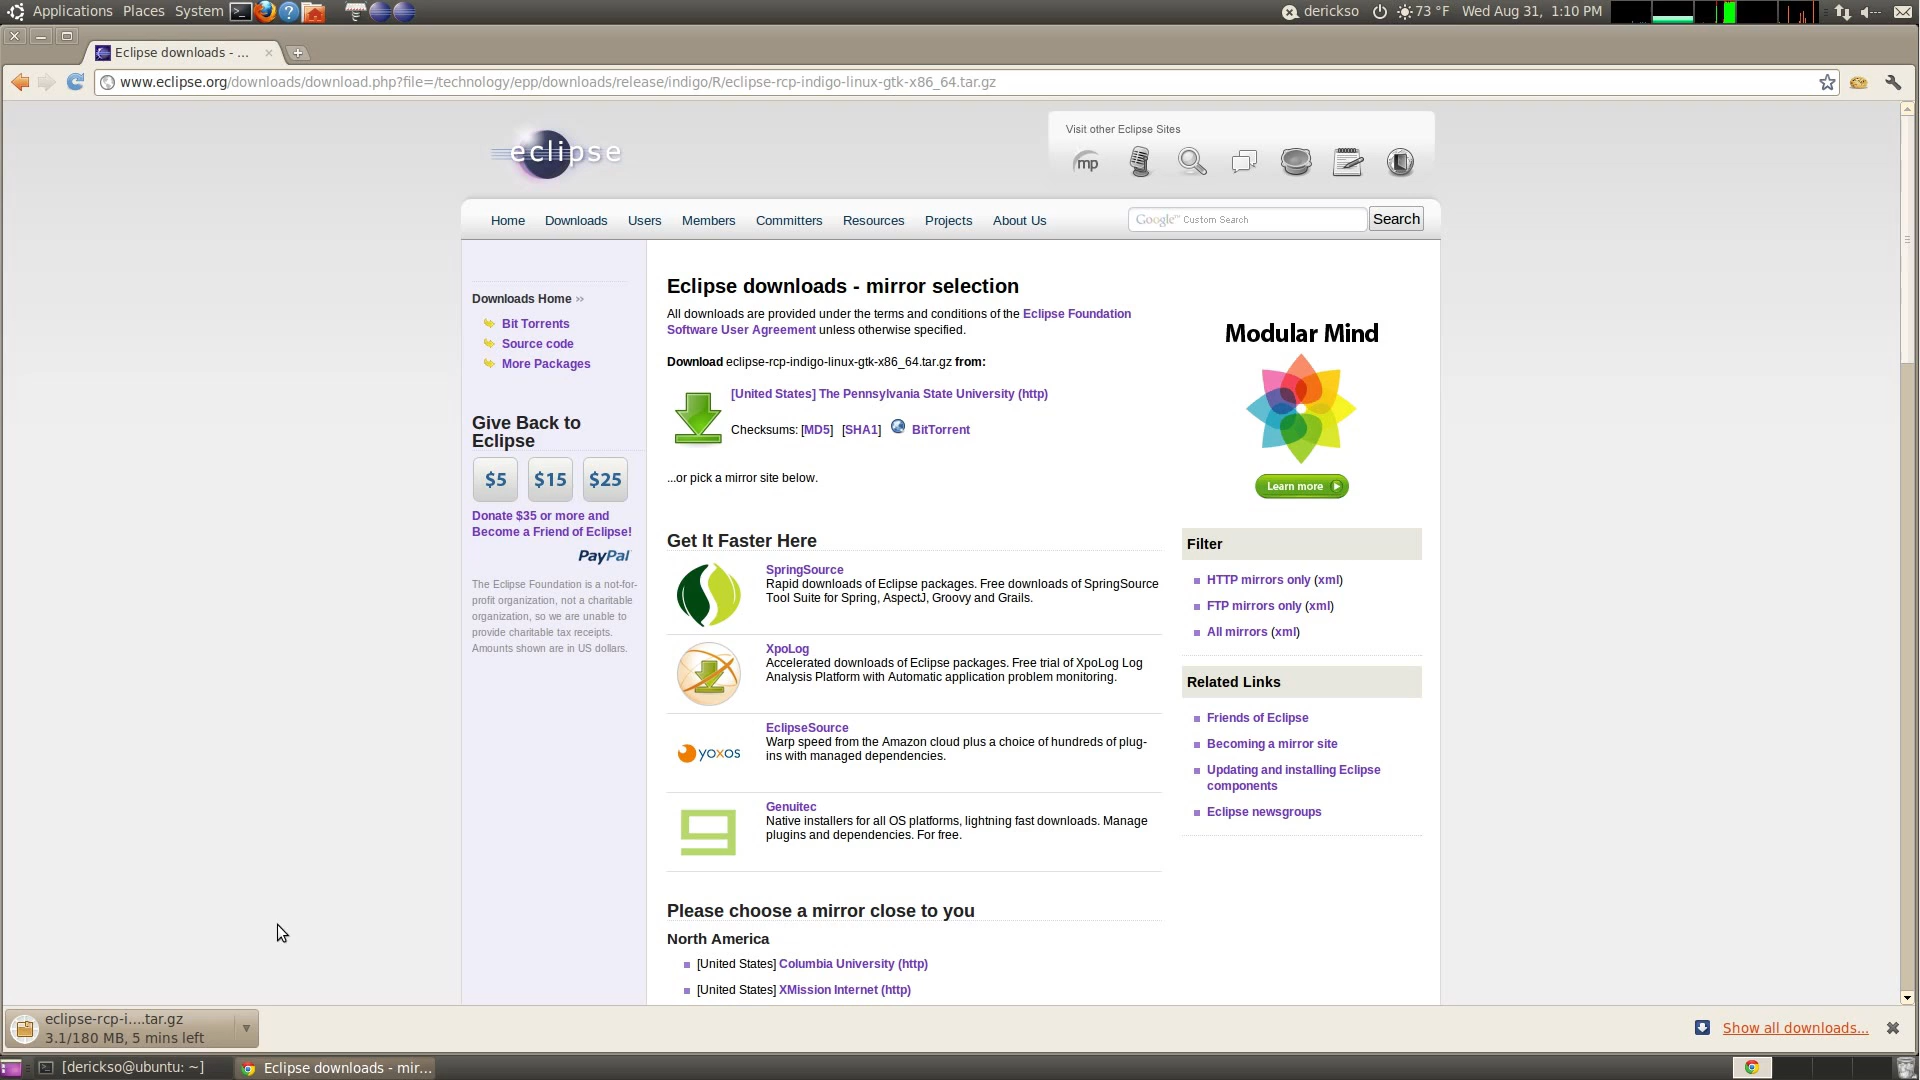 Applications Places System
derickso 73 °F Wed Aug 31, 1:10 PM
Eclipse downloads - ...
www.eclipse.org/downloads/download.php?file=/technology/epp/downloads/release/indigo/R/eclipse-rcp-indigo-linux-gtk-x86_64.tar.gz
eclipse
Visit other Eclipse Sites
mp
Home Downloads Users Members Committers Resources Projects About Us
Google™ Custom Search
Search
Downloads Home
Bit Torrents
Source code
More Packages
Give Back to
Eclipse
$5 $15 $25
Donate $35 or more and
Become a Friend of Eclipse!
PayPal
The Eclipse Foundation is a not-for-
profit organization, not a charitable
organization, so we are unable to
provide charitable tax receipts.
Amounts shown are in US dollars.
Eclipse downloads - mirror selection
All downloads are provided under the terms and conditions of the Eclipse Foundation
Software User Agreement unless otherwise specified.
Download eclipse-rcp-indigo-linux-gtk-x86_64.tar.gz from:
[United States] The Pennsylvania State University (http)
Checksums: [MD5] [SHA1] BitTorrent
...or pick a mirror site below.
Get It Faster Here
SpringSource
Rapid downloads of Eclipse packages. Free downloads of SpringSource
Tool Suite for Spring, AspectJ, Groovy and Grails.
XpoLog
Accelerated downloads of Eclipse packages. Free trial of XpoLog Log
Analysis Platform with Automatic application problem monitoring.
yoxos
EclipseSource
Warp speed from the Amazon cloud plus a choice of hundreds of plug-
ins with managed dependencies.
Genuitec
Native installers for all OS platforms, lightning fast downloads. Manage
plugins and dependencies. For free.
Please choose a mirror close to you
North America
[United States] Columbia University (http)
[United States] XMission Internet (http)
Modular Mind
Learn more
Filter
HTTP mirrors only (xml)
FTP mirrors only (xml)
All mirrors (xml)
Related Links
Friends of Eclipse
Becoming a mirror site
Updating and installing Eclipse
components
Eclipse newsgroups
eclipse-rcp-i....tar.gz
3.1/180 MB, 5 mins left
Show all downloads...
[derickso@ubuntu: ~]
Eclipse downloads - mir...